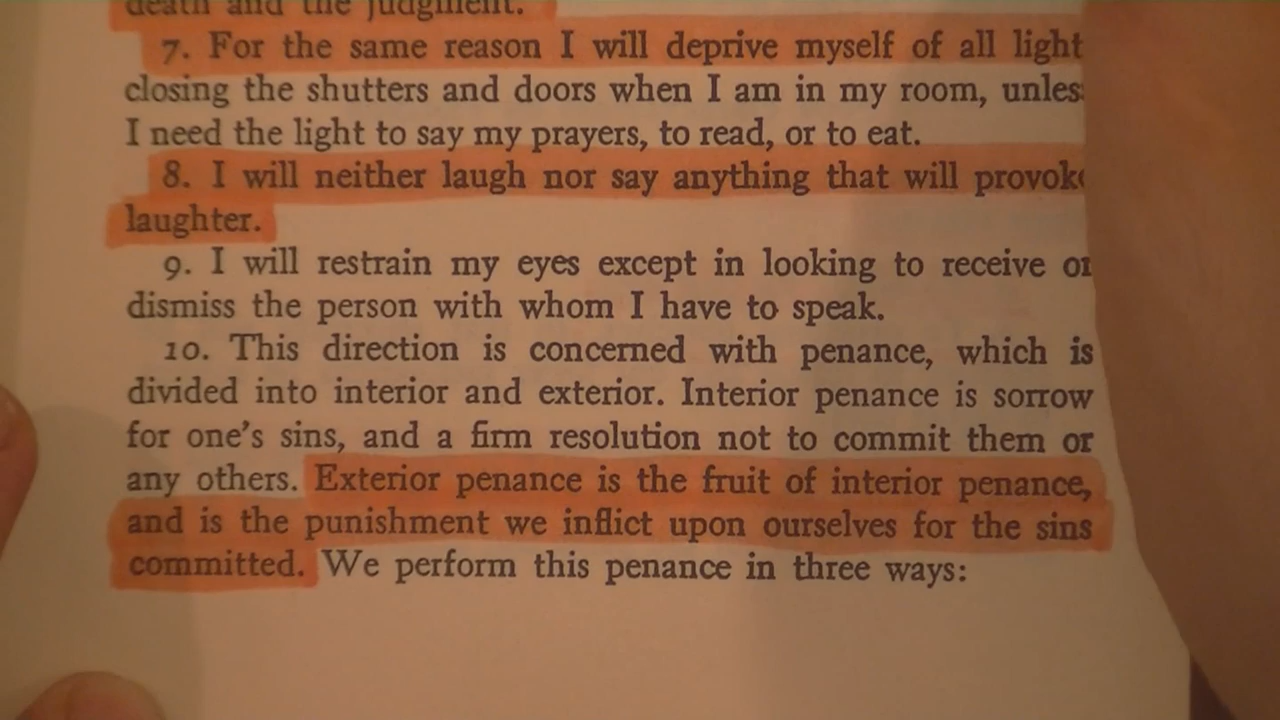 death and the judgment.
7. For the same reason I will deprive myself of all light
closing the shutters and doors when I am in my room, unles
I need the light to say my prayers, to read, or to eat.
8. I will neither laugh nor say anything that will provok
laughter.
9. I will restrain my eyes except in looking to receive or
dismiss the person with whom I have to speak.
10. This direction is concerned with penance, which is
divided into interior and exterior. Interior penance is sorrow
for one's sins, and a firm resolution not to commit them or
any others. Exterior penance is the fruit of interior penance,
and is the punishment we inflict upon ourselves for the sins
committed. We perform this penance in three ways: